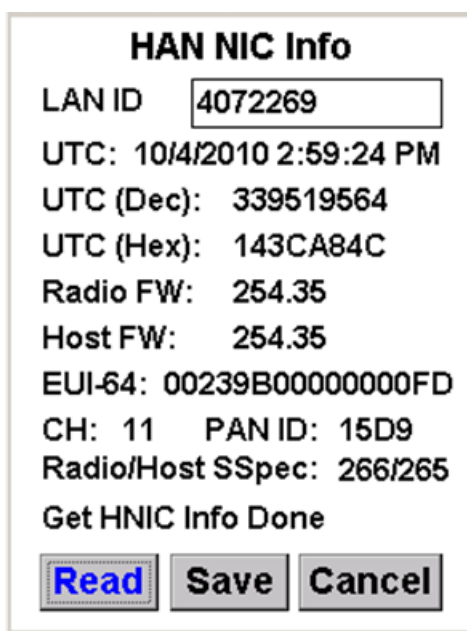 HAN NIC Info
LAN ID 4072269
UTC: 10/4/2010 2:59:24 PM
UTC (Dec): 339519564
UTC (Hex): 143CA84C
Radio FW: 254.35
Host FW: 254.35
EUI-64: 00239B00000000FD
CH: 11 PAN ID: 15D9
Radio/Host SSpec: 266/265
Get HNIC Info Done
Read Save Cancel